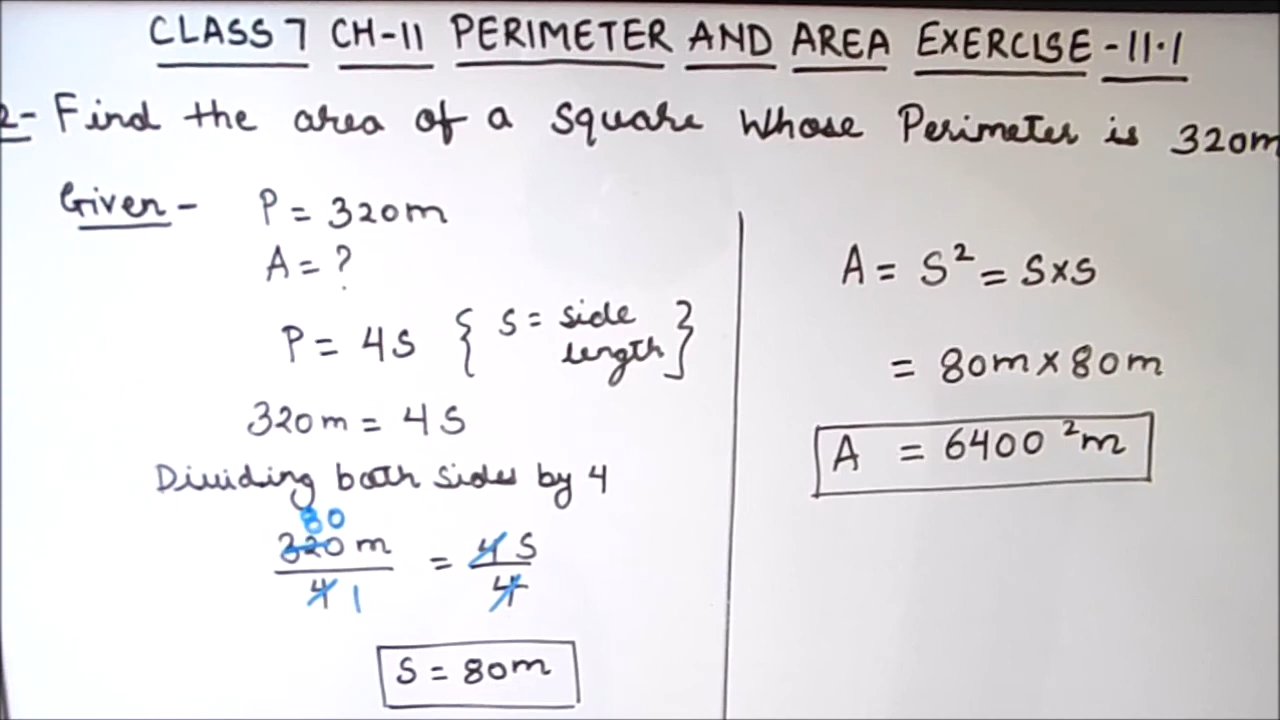 CLASS 7 CH-11 PERIMETER AND AREA EXERCISE-11.1
2- Find the area of a square whose Perimeter is 320m
Given - P = 320m
A = ?
P = 4S { S = side length }
320m = 4S
Dividing both sides by 4
80
320m / 4 1 = 4S / 4
S = 80m
A = S² = S×S
= 80m × 80m
A = 6400 ²m